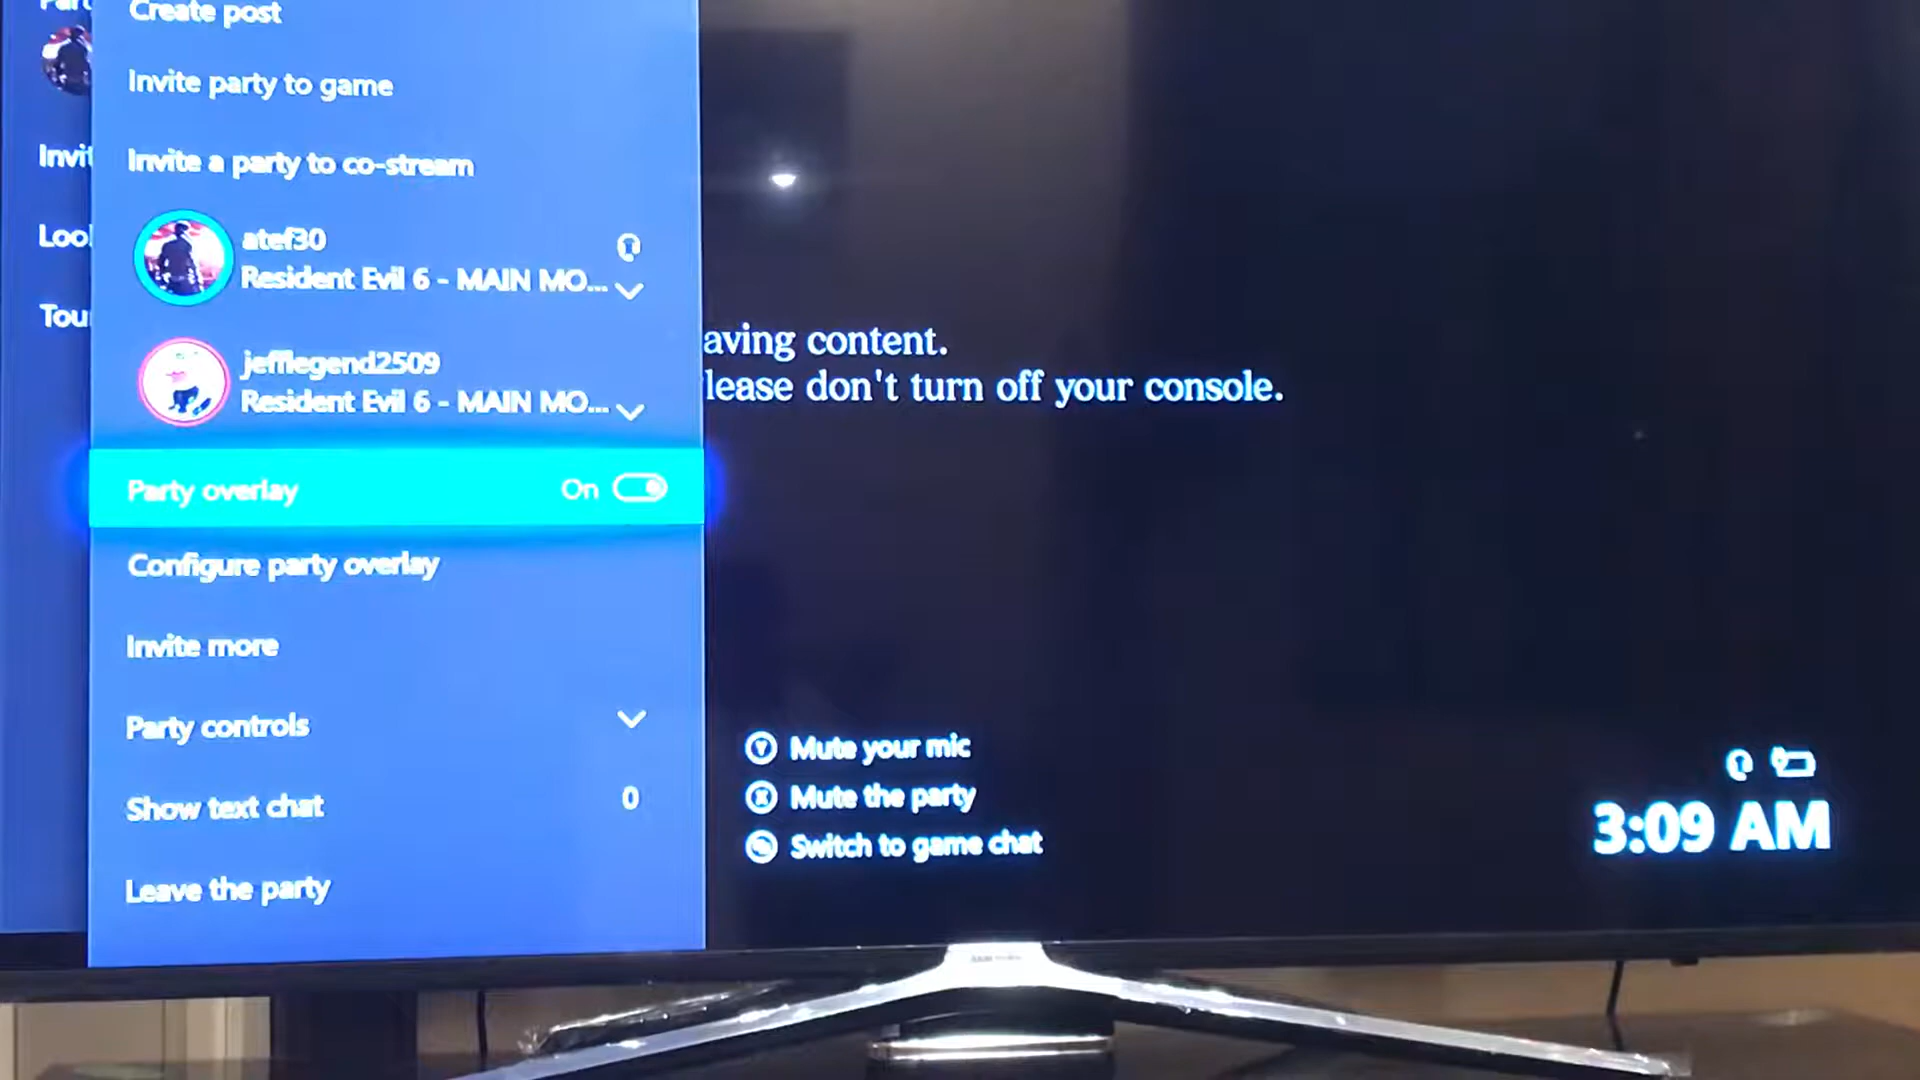 Create post
Invite party to game
Invite a party to co-stream
Invit
atef30
Loo
Resident Evil 6 - MAIN MO...
Tou
aving content.
lease don't turn off your console.
jefflegend2509
Resident Evil 6 - MAIN MO...
Party overlay On
Configure party overlay
Invite more
Party controls
Show text chat 0
Leave the party
Y Mute your mic
X Mute the party
Switch to game chat
3:09 AM